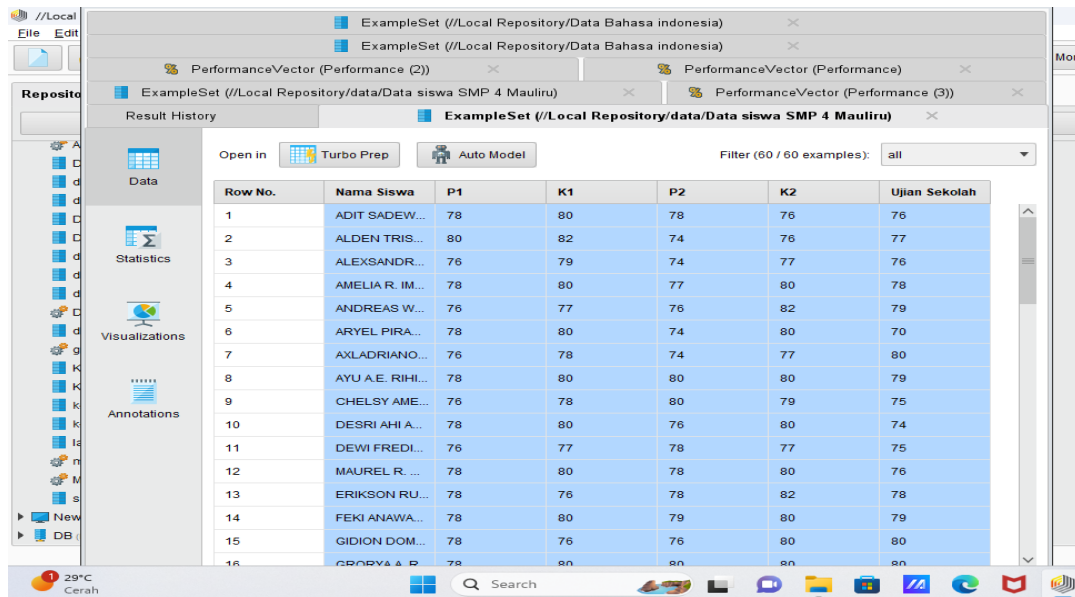 //Local
File Edit
ExampleSet (//Local Repository/Data Bahasa indonesia)
ExampleSet (//Local Repository/Data Bahasa indonesia)
PerformanceVector (Performance (2)) PerformanceVector (Performance)
ExampleSet (//Local Repository/data/Data siswa SMP 4 Mauliru) PerformanceVector (Performance (3))
Result History ExampleSet (//Local Repository/data/Data siswa SMP 4 Mauliru)
Reposito
Data
Statistics
Visualizations
Annotations
New
DB
Open in Turbo Prep Auto Model Filter (60 / 60 examples): all
Row No. Nama Siswa P1 K1 P2 K2 Ujian Sekolah
1 ADIT SADEW... 78 80 78 76 76
2 ALDEN TRIS... 80 82 74 76 77
3 ALEXSANDR... 76 79 74 77 76
4 AMELIA R. IM... 78 80 77 80 78
5 ANDREAS W... 76 77 76 82 79
6 ARYEL PIRA... 78 80 74 80 70
7 AXLADRIANO... 76 78 74 77 80
8 AYU A.E. RIHI... 78 80 80 80 79
9 CHELSY AME... 76 78 80 79 75
10 DESRI AHI A... 78 80 76 80 74
11 DEWI FREDI... 76 77 78 77 75
12 MAUREL R. ... 78 80 78 80 76
13 ERIKSON RU... 78 76 78 82 78
14 FEKI ANAWA... 78 80 79 80 79
15 GIDION DOM... 78 76 76 80 80
16 GRORYA A. R... 78 80 80 80 80
1 29°C
Cerah
Search